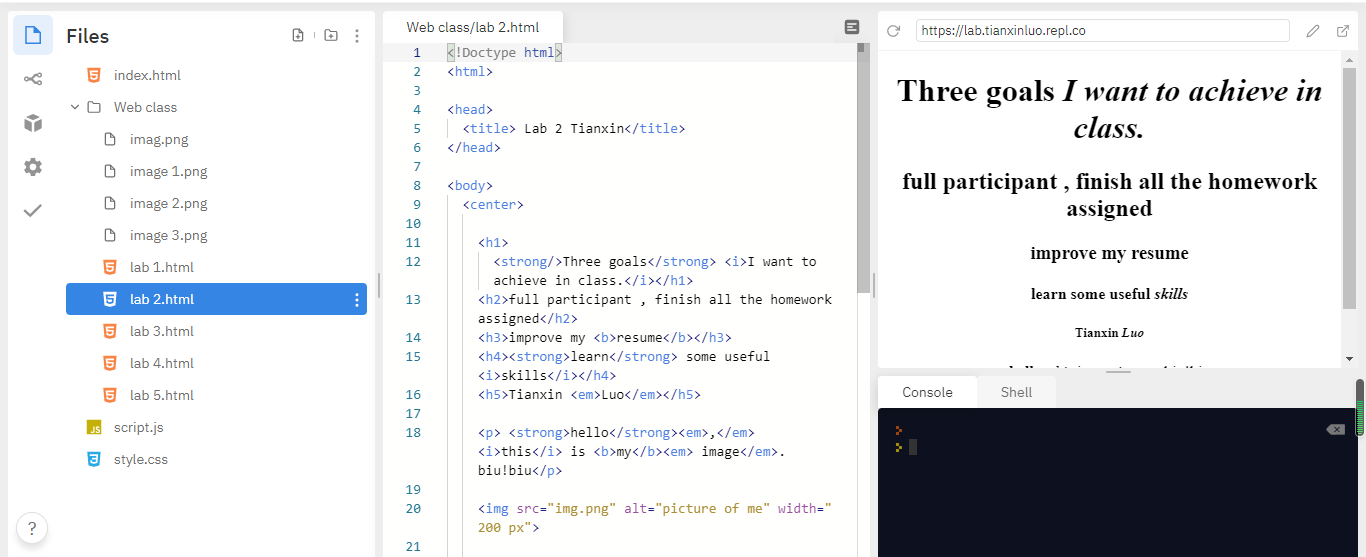 Files
index.html
Web class
imag.png
image 1.png
image 2.png
image 3.png
lab 1.html
lab 2.html
lab 3.html
lab 4.html
lab 5.html
script.js
style.css
?
Web class/lab 2.html
1 <!Doctype html>
2 <html>
3
4 <head>
5 <title> Lab 2 Tianxin</title>
6 </head>
7
8 <body>
9 <center>
10
11 <h1>
12 <strong/>Three goals</strong> <i>I want to
achieve in class.</i></h1>
13 <h2>full participant , finish all the homework
assigned</h2>
14 <h3>improve my <b>resume</b></h3>
15 <h4><strong>learn</strong> some useful
<i>skills</i></h4>
16 <h5>Tianxin <em>Luo</em></h5>
17
18 <p> <strong>hello</strong><em>,</em>
<i>this</i> is <b>my</b><em> image</em>.
biu!biu</p>
19
20 <img src="img.png" alt="picture of me" width="
200 px">
21
https://lab.tianxinluo.repl.co
Three goals I want to achieve in
class.
full participant , finish all the homework
assigned
improve my resume
learn some useful skills
Tianxin Luo
Console
Shell